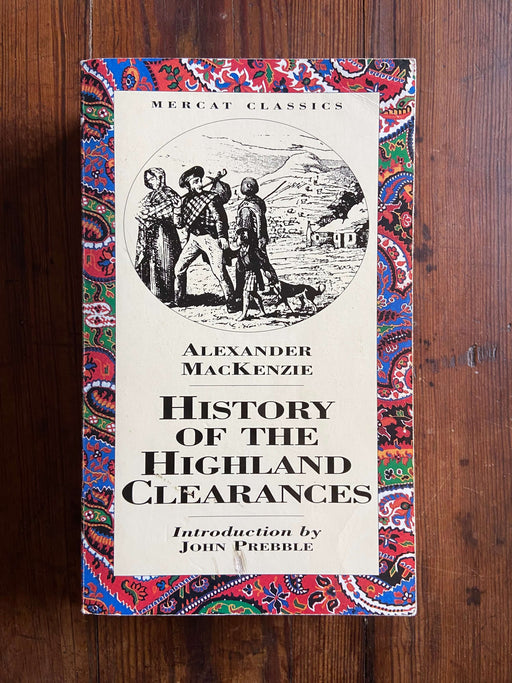 MERCAT CLASSICS
ALEXANDER
MACKENZIE
HISTORY
OF THE
HIGHLAND
CLEARANCES
Introduction by
JOHN PREBBLE